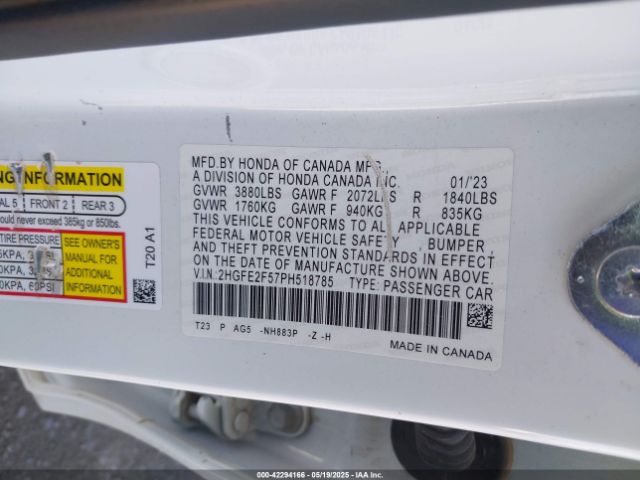 NG INFORMATION
AL 5 FRONT 2 REAR 3
ould never exceed 385kg or 850lbs.
TIRE PRESSURE
SEE OWNER'S
MANUAL FOR
ADDITIONAL
INFORMATION
0KPA, 60PSI
T20 A1
MFD.BY HONDA OF CANADA MFG.
A DIVISION OF HONDA CANADA INC. 01/'23
GVWR 3880LBS GAWR F 2072LBS R 1840LBS
GVWR 1760KG GAWR F 940KG R 835KG
THIS VEHICLE CONFORMS TO ALL APPLICABLE
FEDERAL MOTOR VEHICLE SAFETY, BUMPER
AND THEFT PREVENTION STANDARDS IN EFFECT
ON THE DATE OF MANUFACTURE SHOWN ABOVE.
V.I.N: 2HGFE2F57PH518785 TYPE: PASSENGER CAR
T23 P AG5 -NH883P -Z -H
MADE IN CANADA
000-42294166 - 05/19/2025 - IAAI.COM